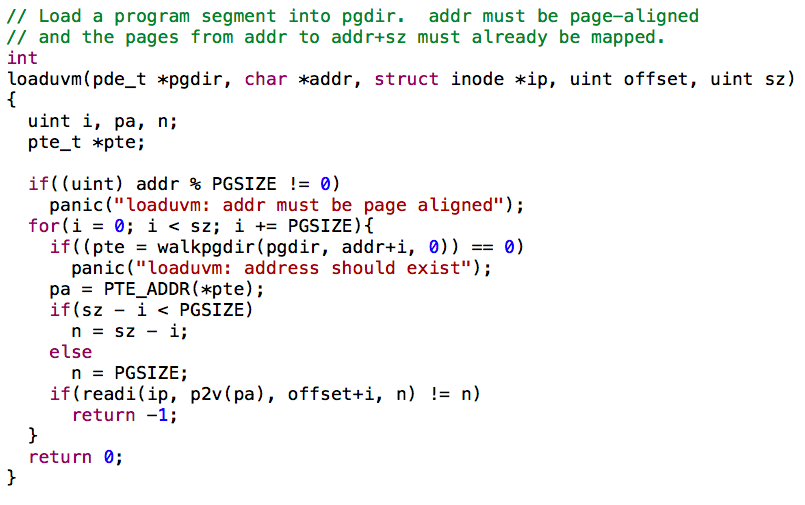 // Load a program segment into pgdir.  addr must be page-aligned
// and the pages from addr to addr+sz must already be mapped.
int
loaduvm(pde_t *pgdir, char *addr, struct inode *ip, uint offset, uint sz)
{
  uint i, pa, n;
  pte_t *pte;

  if((uint) addr % PGSIZE != 0)
    panic("loaduvm: addr must be page aligned");
  for(i = 0; i < sz; i += PGSIZE){
    if((pte = walkpgdir(pgdir, addr+i, 0)) == 0)
      panic("loaduvm: address should exist");
    pa = PTE_ADDR(*pte);
    if(sz - i < PGSIZE)
      n = sz - i;
    else
      n = PGSIZE;
    if(readi(ip, p2v(pa), offset+i, n) != n)
      return -1;
  }
  return 0;
}